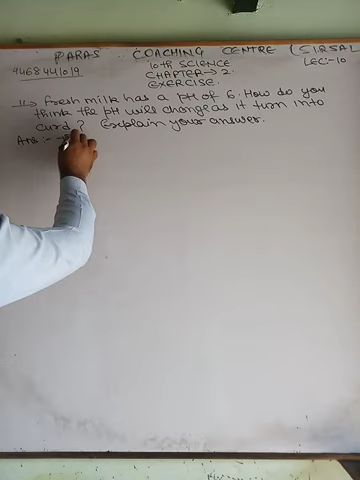 PARAS COACHING CENTRE (SIRSA)
9468441019
10th SCIENCE
LEC:-10
CHAPTER → 2.
EXERCISE.
11 → Fresh milk has a pH of 6. How do you
think the pH will change as it turn into
curd? Explain your answer.
Ans:-